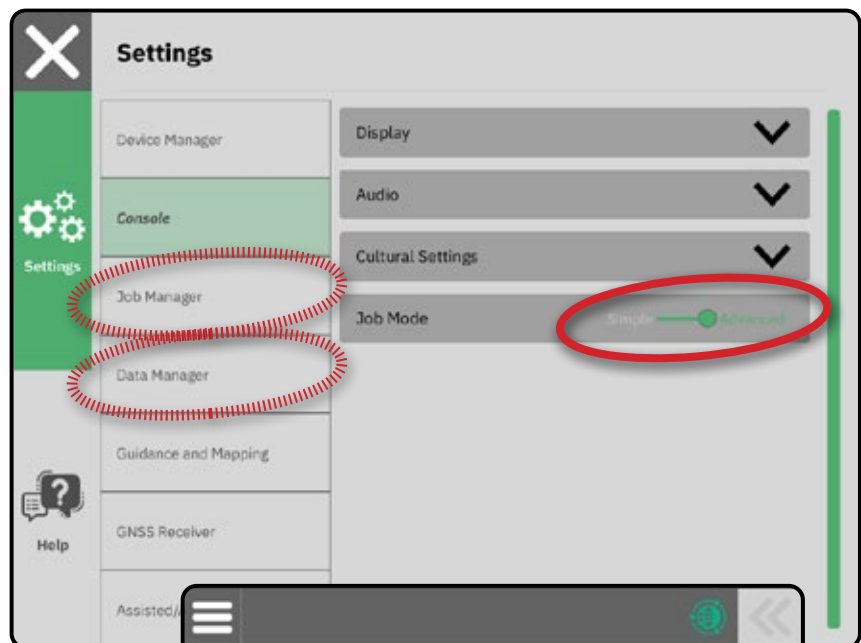 Settings
Device Manager
Console
Job Manager
Data Manager
Guidance and Mapping
GNSS Receiver
Assisted/
Display
Audio
Cultural Settings
Job Mode
Simple Advanced
Settings
?
Help